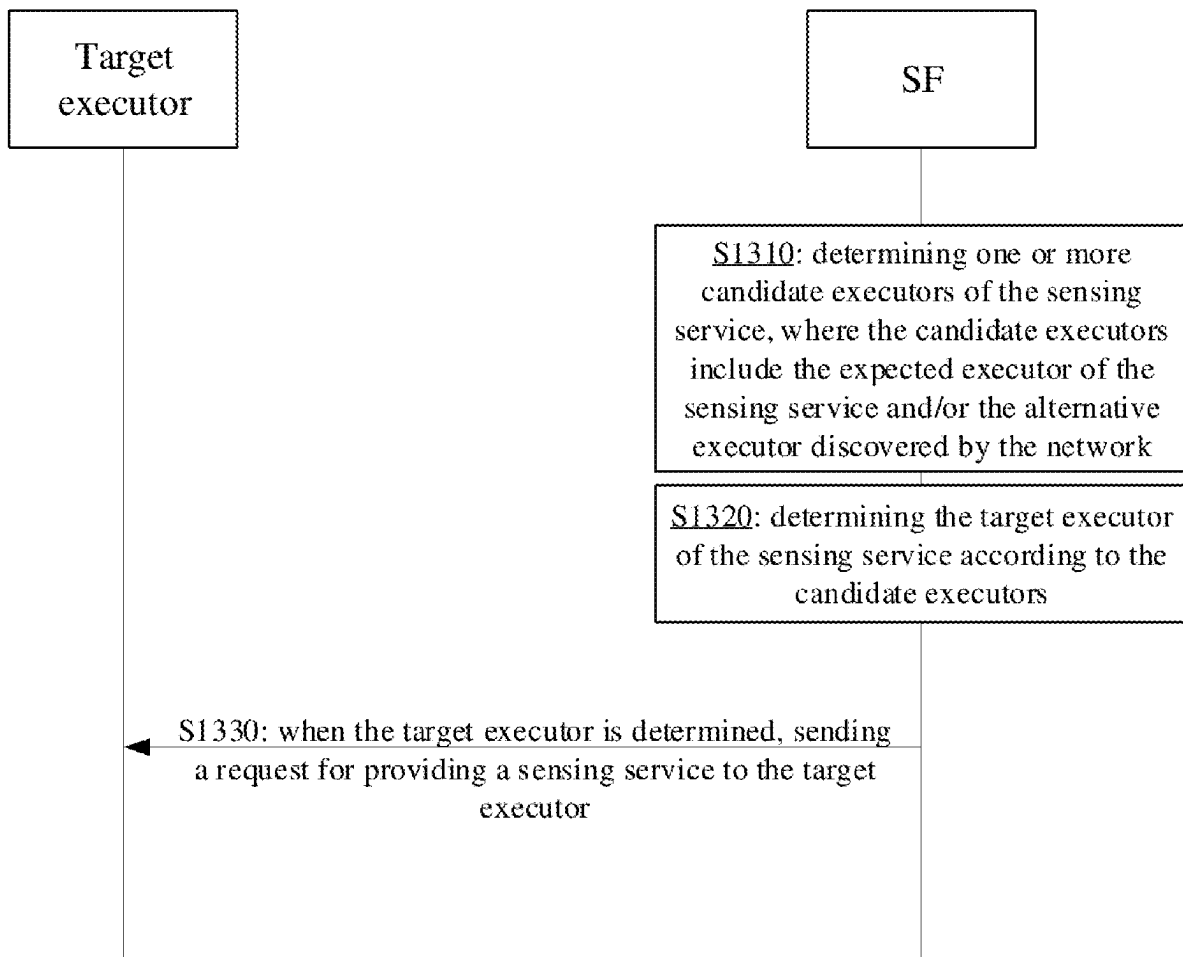 Target
executor
SF
S1310: determining one or more
candidate executors of the sensing
service, where the candidate executors
include the expected executor of the
sensing service and/or the alternative
executor discovered by the network
S1320: determining the target executor
of the sensing service according to the
candidate executors
S1330: when the target executor is determined, sending
a request for providing a sensing service to the target
executor